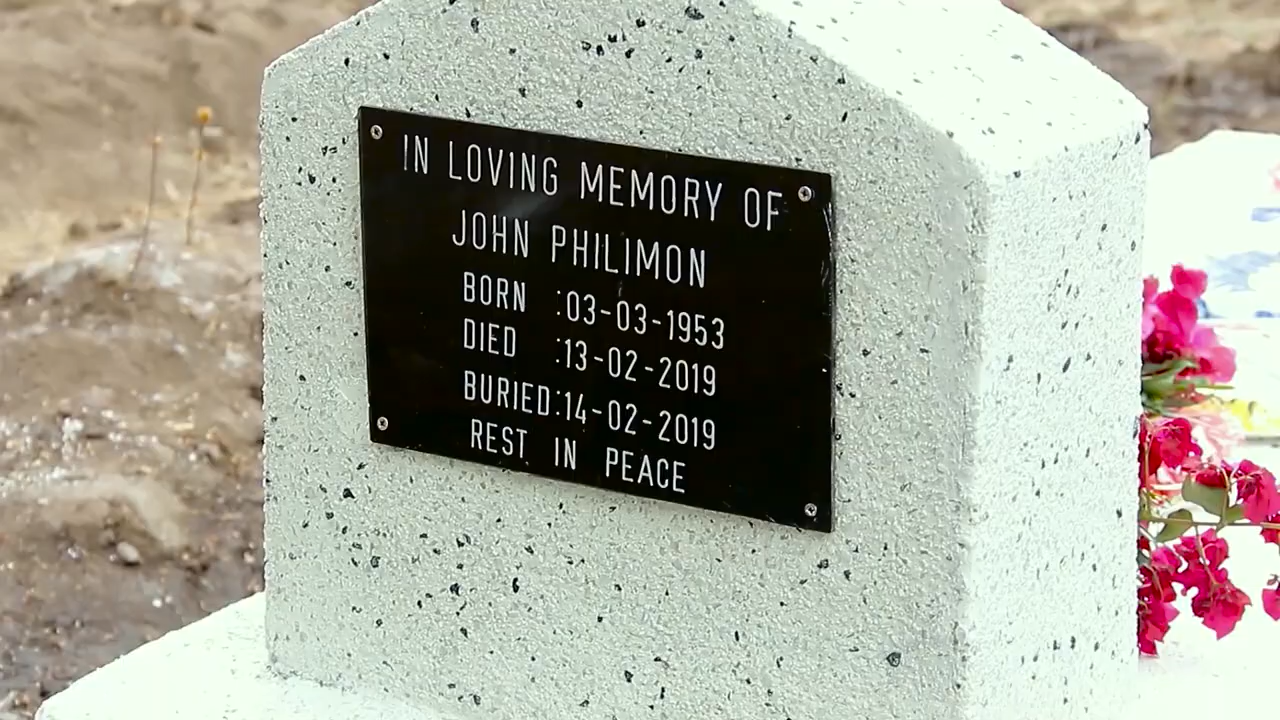 IN LOVING MEMORY OF
JOHN PHILIMON
BORN :03-03-1953
DIED :13-02-2019
BURIED:14-02-2019
REST IN PEACE